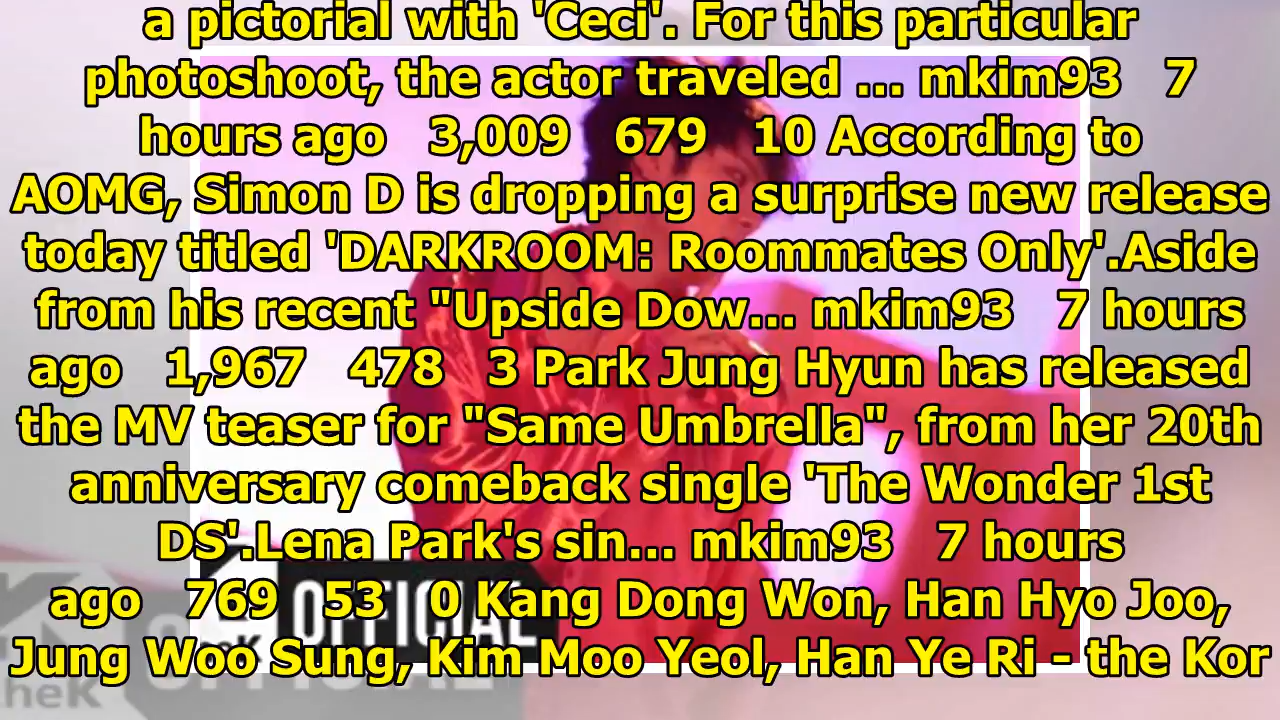 a pictorial with 'Ceci'. For this particular
photoshoot, the actor traveled ... mkim93 7
hours ago 3,009 679 10 According to
AOMG, Simon D is dropping a surprise new release
today titled 'DARKROOM: Roommates Only'.Aside
from his recent "Upside Dow... mkim93 7 hours
ago 1,967 478 3 Park Jung Hyun has released
the MV teaser for "Same Umbrella", from her 20th
anniversary comeback single 'The Wonder 1st
DS'.Lena Park's sin... mkim93 7 hours
ago 769 53 0 Kang Dong Won, Han Hyo Joo,
Jung Woo Sung, Kim Moo Yeol, Han Ye Ri - the Kor
OFFICIAL
theK
OFFICIAL